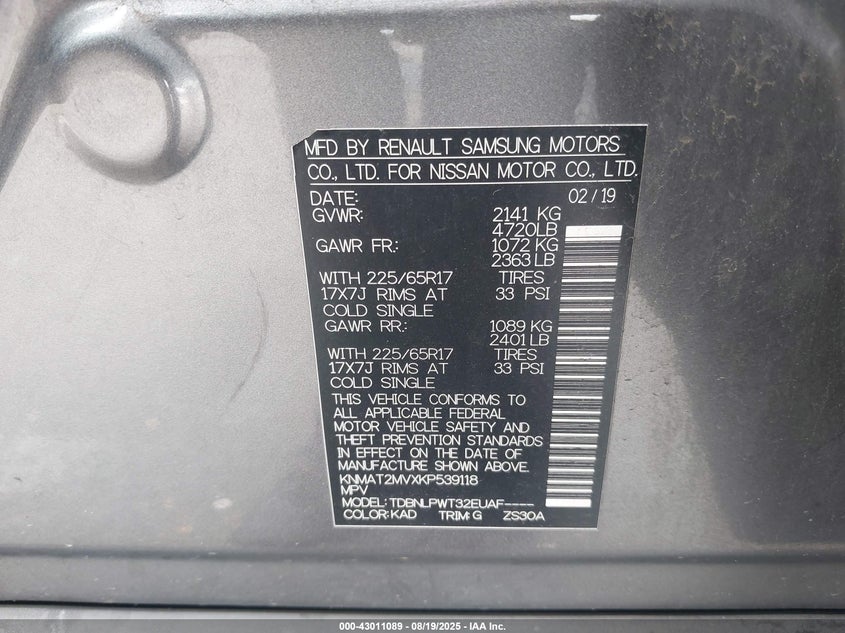 MFD BY RENAULT SAMSUNG MOTORS
CO., LTD. FOR NISSAN MOTOR CO., LTD.
DATE: 02/19
GVWR: 2141 KG
4720LB
GAWR FR.: 1072 KG
2363 LB
WITH 225/65R17 TIRES
17X7J RIMS AT 33 PSI
COLD SINGLE
GAWR RR.: 1089 KG
2401 LB
WITH 225/65R17 TIRES
17X7J RIMS AT 33 PSI
COLD SINGLE
THIS VEHICLE CONFORMS TO
ALL APPLICABLE FEDERAL
MOTOR VEHICLE SAFETY AND
THEFT PREVENTION STANDARDS
IN EFFECT ON THE DATE OF
MANUFACTURE SHOWN ABOVE.
KNMAT2MVXKP539118
MPV
MODEL: TDBNLPWT32EUAF----
COLOR: KAD TRIM: G ZS30A
000-43011089 - 08/19/2025 - IAA Inc.